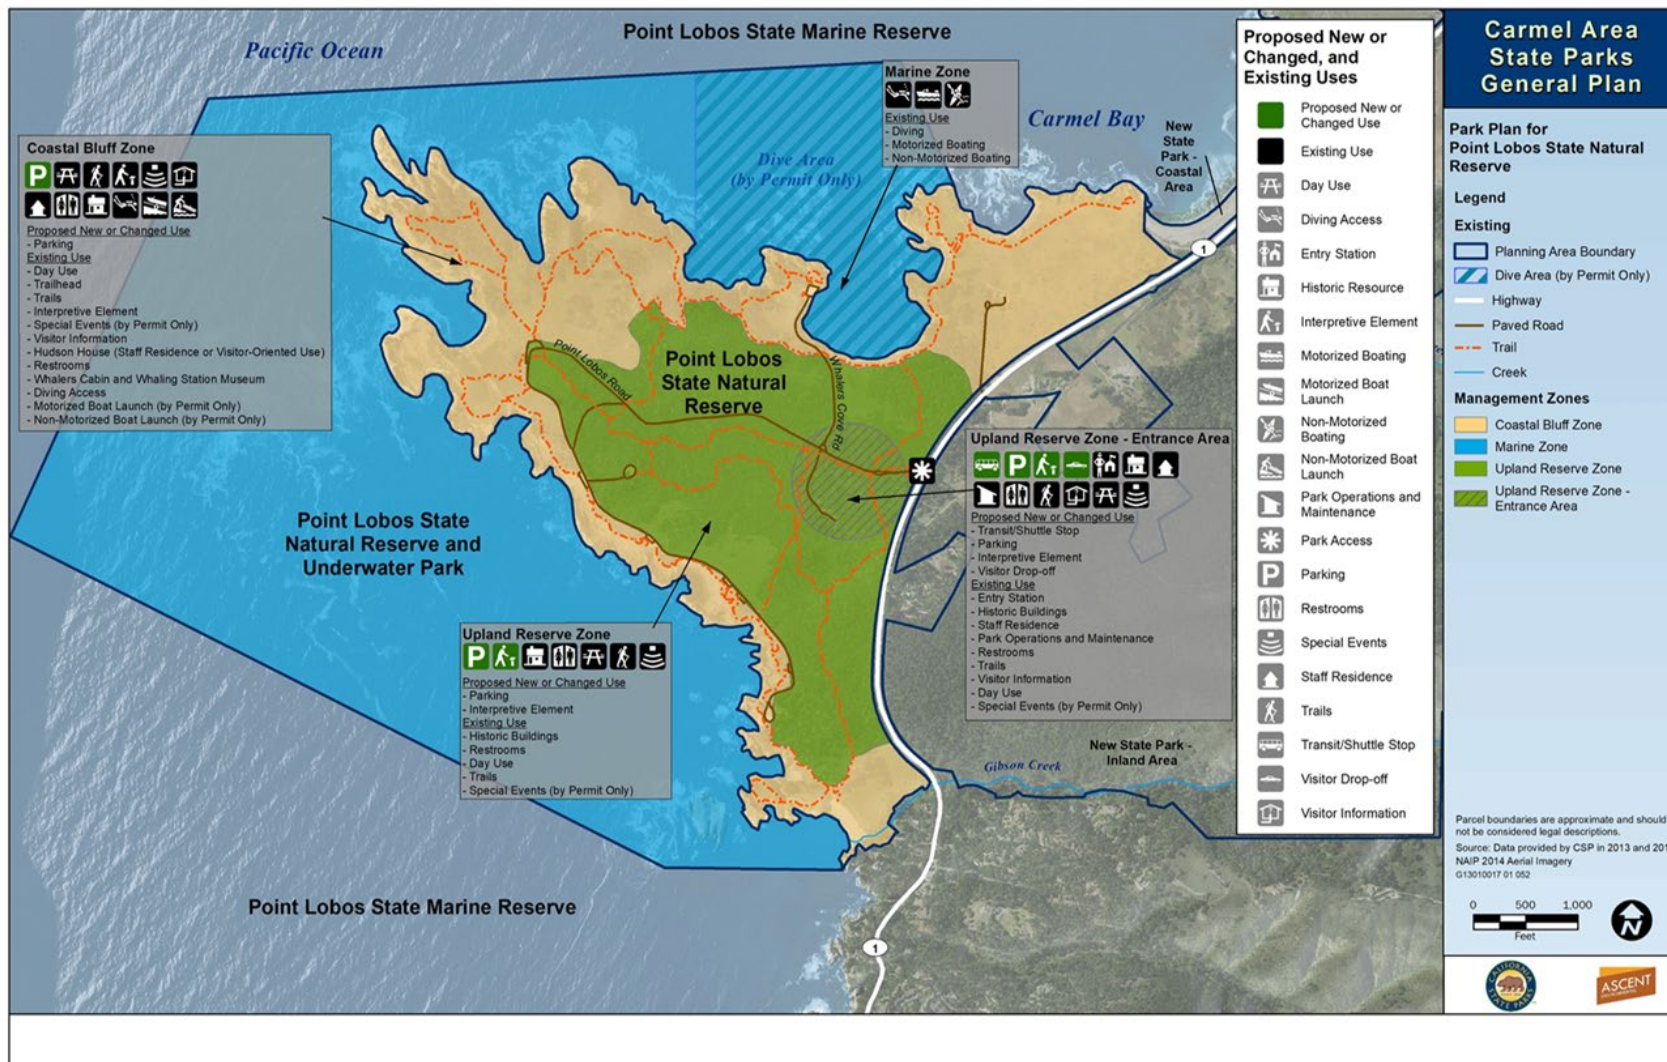 Pacific Ocean
Point Lobos State Marine Reserve
Carmel Bay
New
State
Park -
Coastal
Area
Coastal Bluff Zone
P
Proposed New or Changed Use
- Parking
Existing Use
- Day Use
- Trailhead
- Trails
- Interpretive Element
- Special Events (by Permit Only)
- Visitor Information
- Hudson House (Staff Residence or Visitor-Oriented Use)
- Restrooms
- Whalers Cabin and Whaling Station Museum
- Diving Access
- Motorized Boat Launch (by Permit Only)
- Non-Motorized Boat Launch (by Permit Only)
Marine Zone
Existing Use
- Diving
- Motorized Boating
- Non-Motorized Boating
Dive Area
(by Permit Only)
1
Point Lobos
State Natural
Reserve
Point Lobos Road
Whalers Cove Rd
Point Lobos State
Natural Reserve and
Underwater Park
Upland Reserve Zone - Entrance Area
P
Proposed New or Changed Use
- Transit/Shuttle Stop
- Parking
- Interpretive Element
- Visitor Drop-off
Existing Use
- Entry Station
- Historic Buildings
- Staff Residence
- Park Operations and Maintenance
- Restrooms
- Trails
- Visitor Information
- Day Use
- Special Events (by Permit Only)
Upland Reserve Zone
P
Proposed New or Changed Use
- Parking
- Interpretive Element
Existing Use
- Historic Buildings
- Restrooms
- Day Use
- Trails
- Special Events (by Permit Only)
New State Park -
Inland Area
Gibson Creek
Point Lobos State Marine Reserve
1
Proposed New or
Changed, and
Existing Uses
Proposed New or
Changed Use
Existing Use
Day Use
Diving Access
Entry Station
Historic Resource
Interpretive Element
Motorized Boating
Motorized Boat
Launch
Non-Motorized
Boating
Non-Motorized Boat
Launch
Park Operations and
Maintenance
Park Access
P Parking
Restrooms
Special Events
Staff Residence
Trails
Transit/Shuttle Stop
Visitor Drop-off
Visitor Information
Carmel Area
State Parks
General Plan
Park Plan for
Point Lobos State Natural
Reserve
Legend
Existing
Planning Area Boundary
Dive Area (by Permit Only)
Highway
Paved Road
Trail
Creek
Management Zones
Coastal Bluff Zone
Marine Zone
Upland Reserve Zone
Upland Reserve Zone -
Entrance Area
Parcel boundaries are approximate and should
not be considered legal descriptions.
Source: Data provided by CSP in 2013 and 201
NAIP 2014 Aerial Imagery
G13010017 01 052
0 500 1,000
Feet
N
CALIFORNIA
STATE PARKS
ASCENT